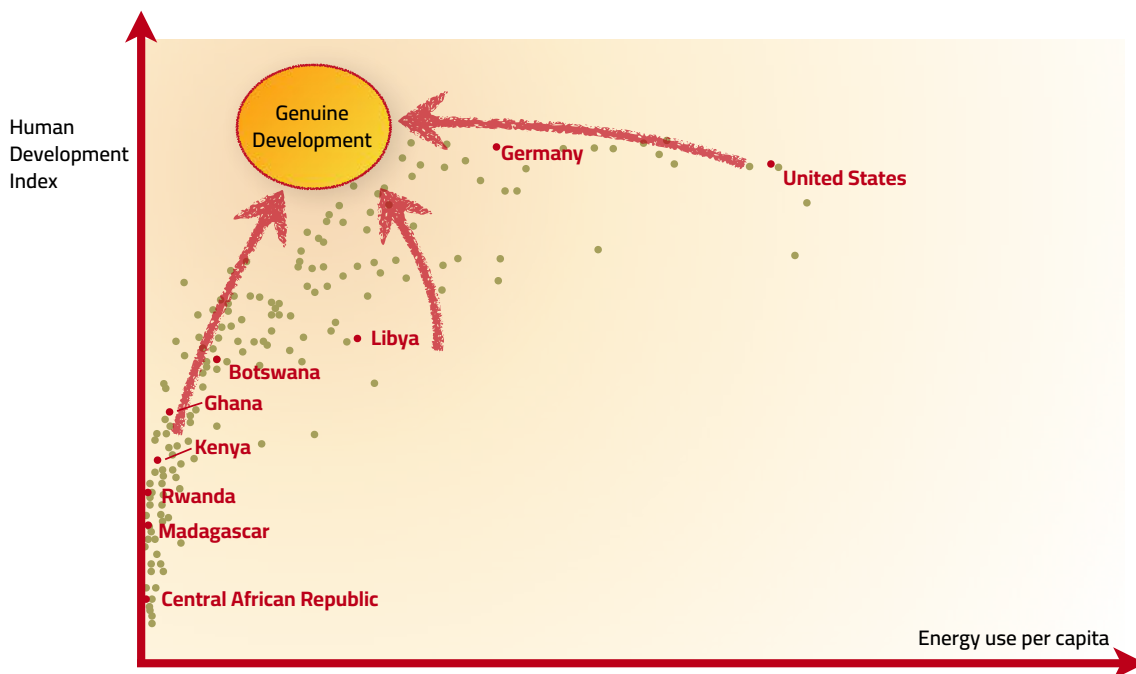 Human
Development
Index
Genuine
Development
Germany
United States
Libya
Botswana
Ghana
Kenya
Rwanda
Madagascar
Central African Republic
Energy use per capita